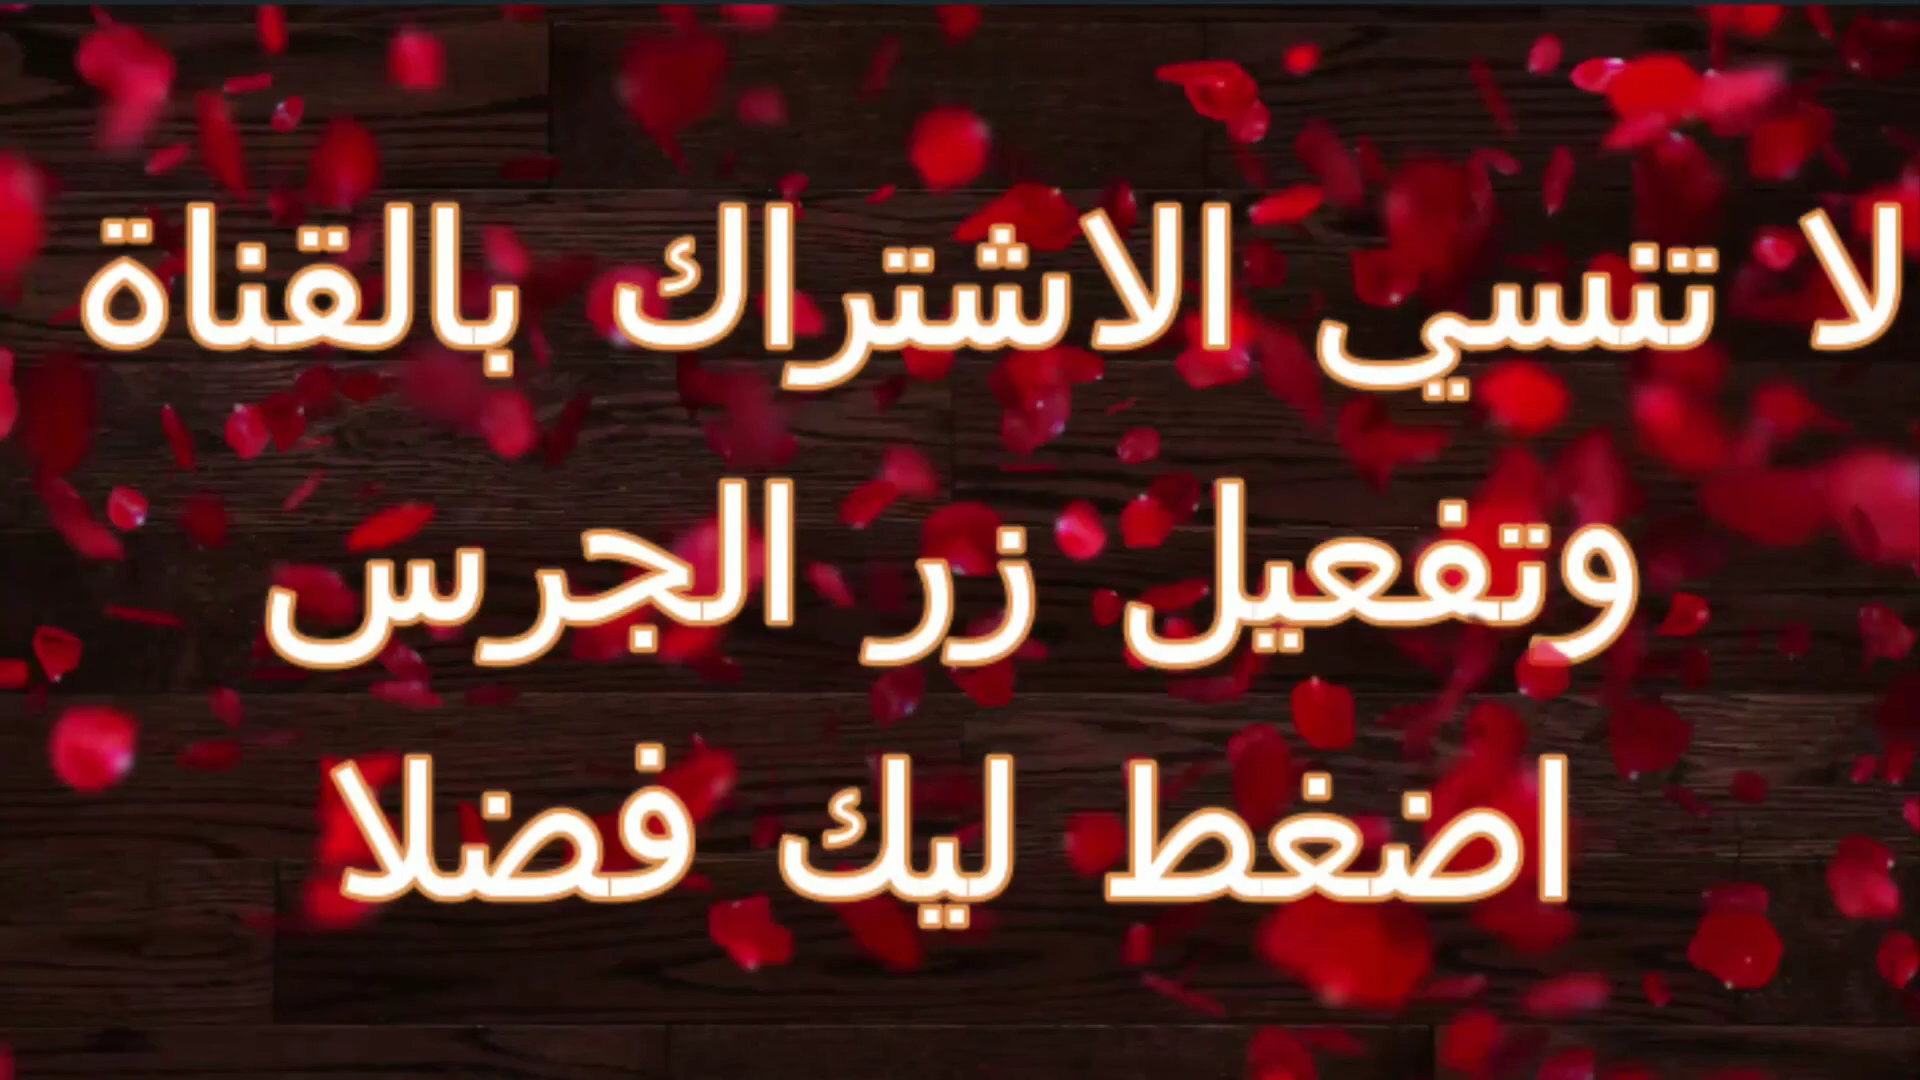 لا تنسي الاشتراك بالقناة
وتفعيل زر الجرس
اضغط ليك فضلا